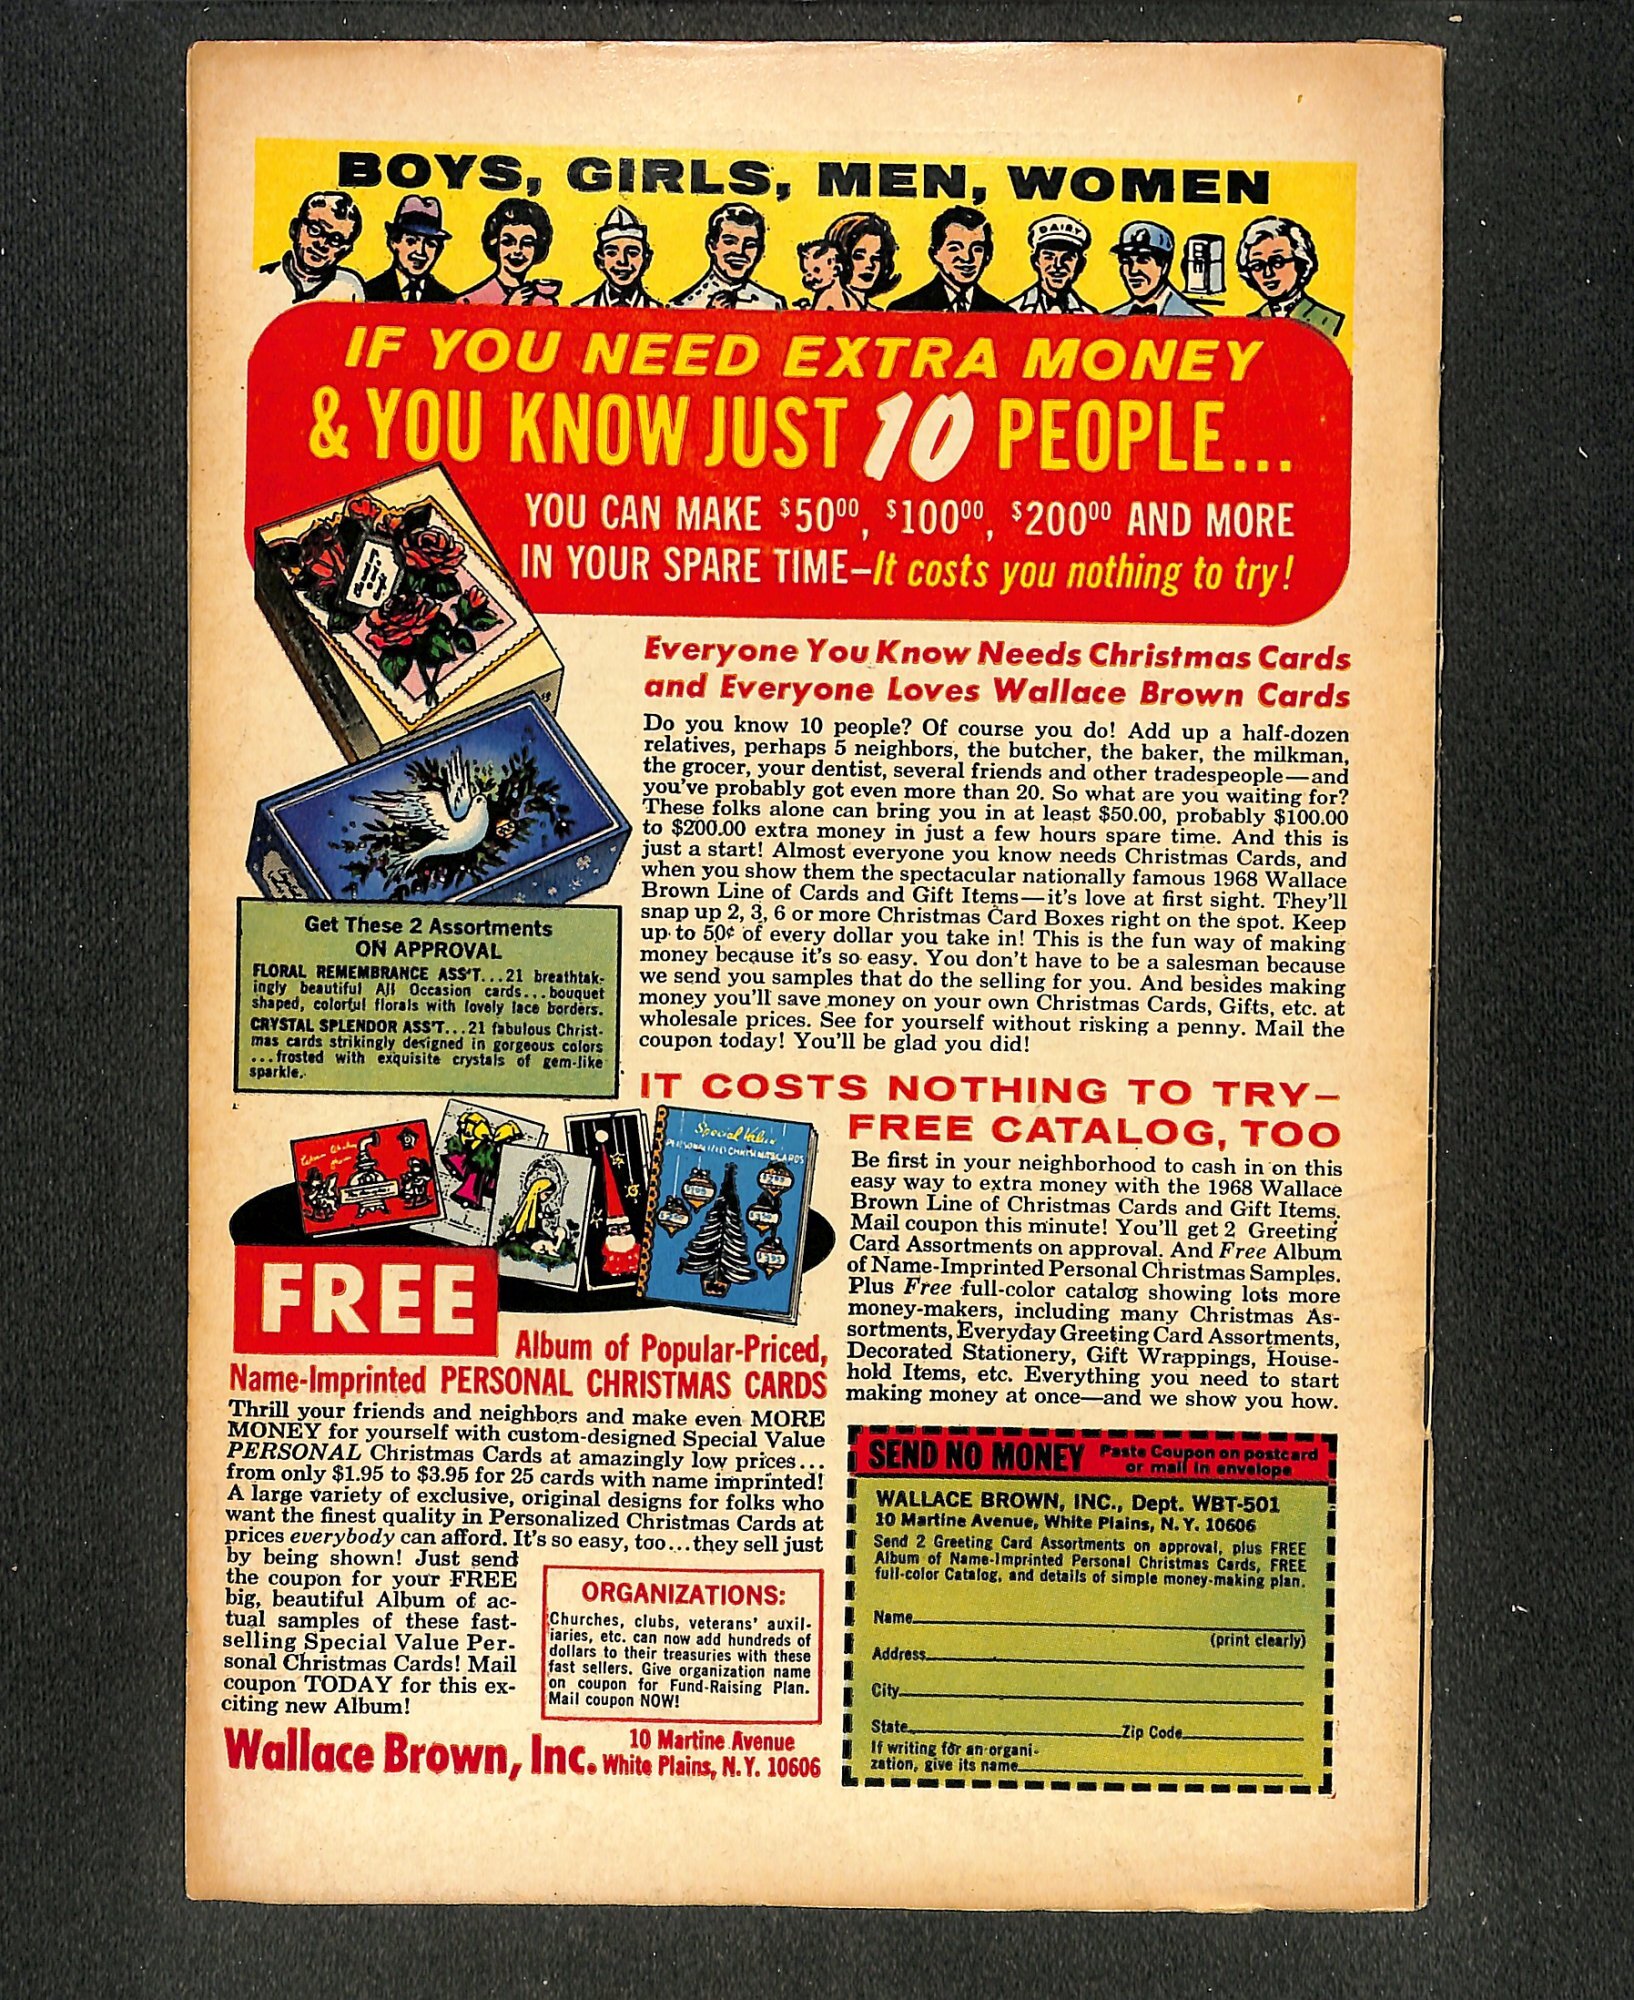 BOYS, GIRLS, MEN, WOMEN
DAIRY
IF YOU NEED EXTRA MONEY
& YOU KNOW JUST 10 PEOPLE...
YOU CAN MAKE $50⁰⁰, $100⁰⁰, $200⁰⁰ AND MORE
IN YOUR SPARE TIME—It costs you nothing to try!
Everyone You Know Needs Christmas Cards
and Everyone Loves Wallace Brown Cards
Do you know 10 people? Of course you do! Add up a half-dozen
relatives, perhaps 5 neighbors, the butcher, the baker, the milkman,
the grocer, your dentist, several friends and other tradespeople—and
you've probably got even more than 20. So what are you waiting for?
These folks alone can bring you in at least $50.00, probably $100.00
to $200.00 extra money in just a few hours spare time. And this is
just a start! Almost everyone you know needs Christmas Cards, and
when you show them the spectacular nationally famous 1968 Wallace
Brown Line of Cards and Gift Items—it's love at first sight. They'll
snap up 2, 3, 6 or more Christmas Card Boxes right on the spot. Keep
up to 50¢ of every dollar you take in! This is the fun way of making
money because it's so easy. You don't have to be a salesman because
we send you samples that do the selling for you. And besides making
money you'll save money on your own Christmas Cards, Gifts, etc. at
wholesale prices. See for yourself without risking a penny. Mail the
coupon today! You'll be glad you did!
Get These 2 Assortments
ON APPROVAL
FLORAL REMEMBRANCE ASS'T...21 breathtak-
ingly beautiful All Occasion cards...bouquet
shaped, colorful florals with lovely lace borders.
CRYSTAL SPLENDOR ASS'T...21 fabulous Christ-
mas cards strikingly designed in gorgeous colors
...frosted with exquisite crystals of gem-like
sparkle.
IT COSTS NOTHING TO TRY—
FREE CATALOG, TOO
Be first in your neighborhood to cash in on this
easy way to extra money with the 1968 Wallace
Brown Line of Christmas Cards and Gift Items.
Mail coupon this minute! You'll get 2 Greeting
Card Assortments on approval. And Free Album
of Name-Imprinted Personal Christmas Samples.
Plus Free full-color catalog showing lots more
money-makers, including many Christmas As-
sortments, Everyday Greeting Card Assortments,
Decorated Stationery, Gift Wrappings, House-
hold Items, etc. Everything you need to start
making money at once—and we show you how.
Special Value
PERSONALIZED CHRISTMAS CARDS
FREE
Album of Popular-Priced,
Name-Imprinted PERSONAL CHRISTMAS CARDS
Thrill your friends and neighbors and make even MORE
MONEY for yourself with custom-designed Special Value
PERSONAL Christmas Cards at amazingly low prices...
from only $1.95 to $3.95 for 25 cards with name imprinted!
A large variety of exclusive, original designs for folks who
want the finest quality in Personalized Christmas Cards at
prices everybody can afford. It's so easy, too...they sell just
by being shown! Just send
the coupon for your FREE
big, beautiful Album of ac-
tual samples of these fast-
selling Special Value Per-
sonal Christmas Cards! Mail
coupon TODAY for this ex-
citing new Album!
ORGANIZATIONS:
Churches, clubs, veterans' auxil-
iaries, etc. can now add hundreds of
dollars to their treasuries with these
fast sellers. Give organization name
on coupon for Fund-Raising Plan.
Mail coupon NOW!
Wallace Brown, Inc.
10 Martine Avenue
White Plains, N.Y. 10606
SEND NO MONEY
Paste Coupon on postcard
or mail in envelope
WALLACE BROWN, INC., Dept. WBT-501
10 Martine Avenue, White Plains, N. Y. 10606
Send 2 Greeting Card Assortments on approval, plus FREE
Album of Name-Imprinted Personal Christmas Cards, FREE
full-color Catalog, and details of simple money-making plan.
Name
(print clearly)
Address
City
State Zip Code
If writing for an organi-
zation, give its name